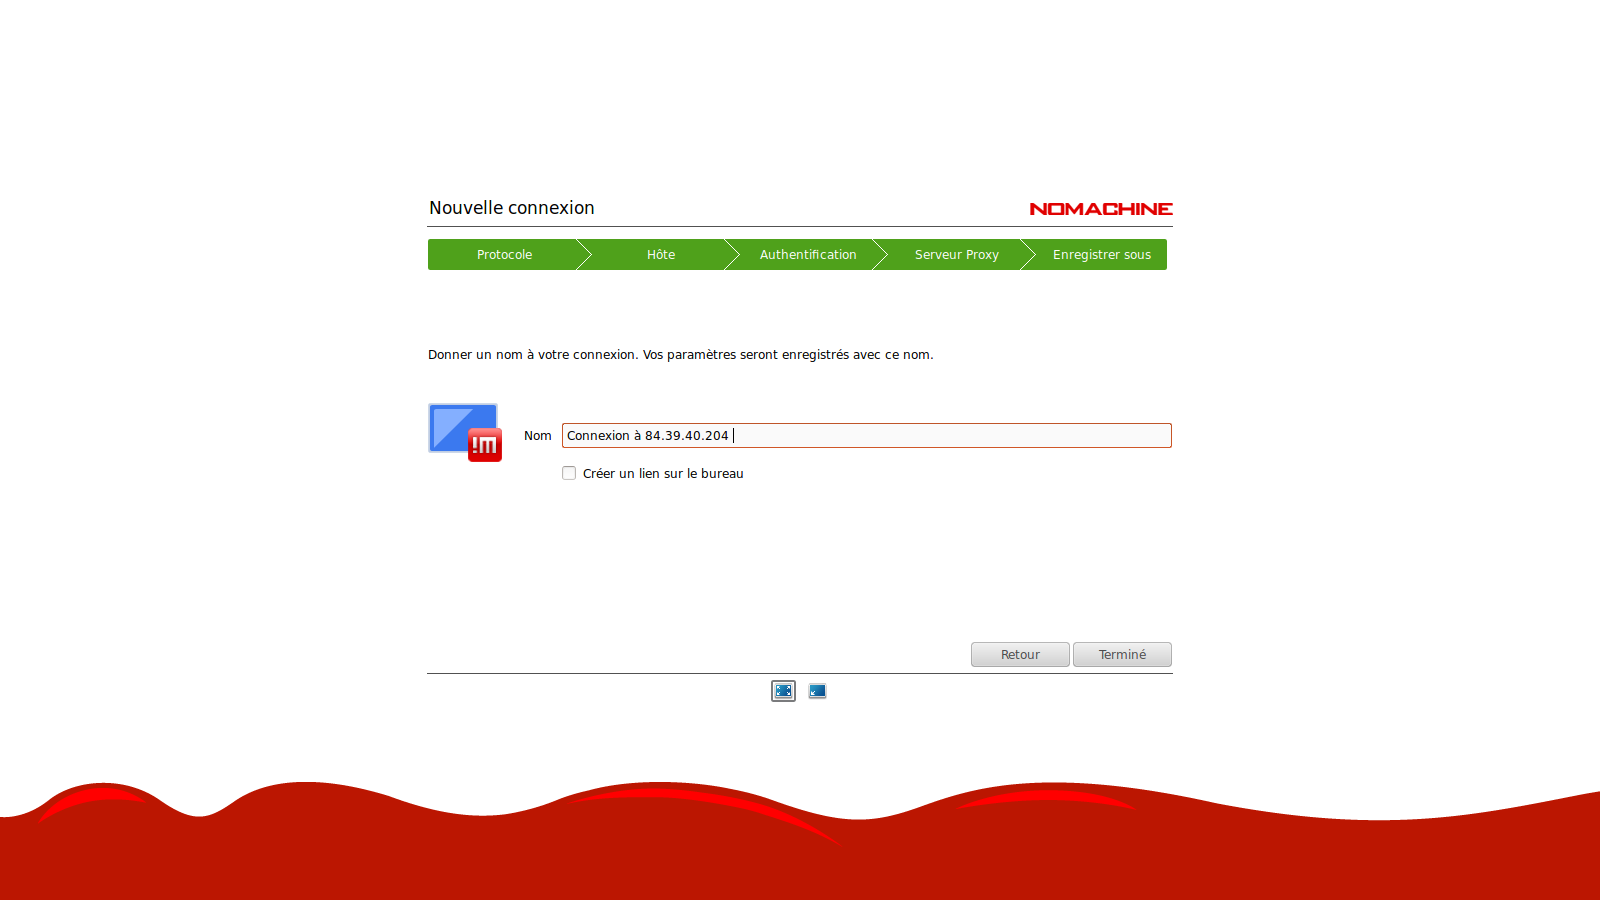 Nouvelle connexion
NOMACHINE
Protocole
Hôte
Authentification
Serveur Proxy
Enregistrer sous
Donner un nom à votre connexion. Vos paramètres seront enregistrés avec ce nom.
!M
Nom
Connexion à 84.39.40.204
Créer un lien sur le bureau
Retour
Terminé